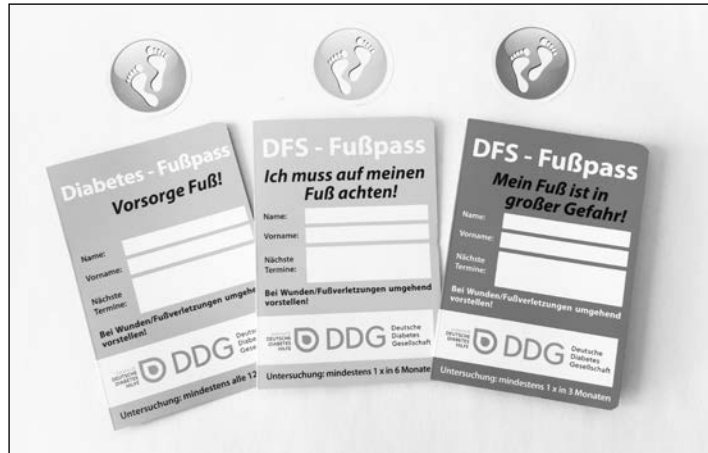 Diabetes - Fußpass
Vorsorge Fuß!
Name:
Vorname:
Nächste
Termine:
Bei Wunden/Fußverletzungen umgehend
vorstellen!
DEUTSCHE
DIABETES
HILFE
DDG
Deutsche
Diabe
Gese
Untersuchung: mindestens alle 12
DFS - Fußpass
Ich muss auf meinen
Fuß achten!
Name:
Vorname:
Nächste
Termine:
Bei Wunden/Fußverletzungen umgehend
vorstellen!
DEUTSCHE
DIABETES
HILFE
DDG
Deutsche
Diabetes
Gesellschaft
Untersuchung: mindestens 1 x in 6 Monate
DFS - Fußpass
Mein Fuß ist in
großer Gefahr!
Name:
Vorname:
Nächste
Termine:
Bei Wunden/Fußverletzungen umgehend
vorstellen!
DEUTSCHE
DIABETES
HILFE
DDG
Deutsche
Diabetes
Gesellschaft
Untersuchung: mindestens 1 x in 3 Monaten